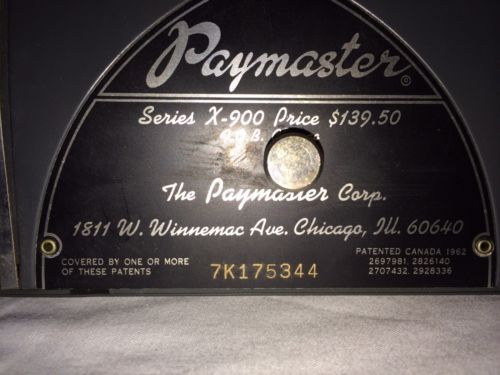 Paymaster®
Series X-900 Price $139.50
The Paymaster Corp.
1811 W. Winnemac Ave. Chicago, Ill. 60640
COVERED BY ONE OR MORE
OF THESE PATENTS
7K175344
PATENTED CANADA 1962
2697981, 2826140
2707432, 2928336